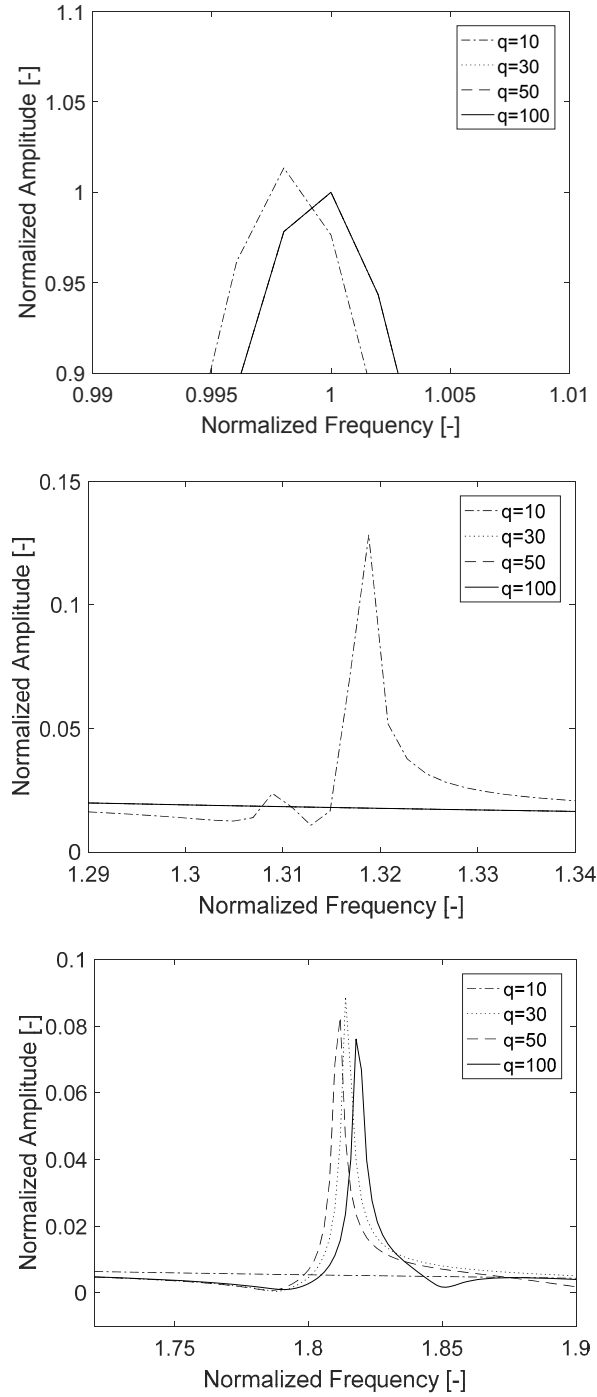 1.1
1.05
1
0.95
0.9
Normalized Amplitude [-]
q=10
q=30
q=50
q=100
0.99 0.995 1 1.005 1.01
Normalized Frequency [-]
0.15
0.1
0.05
0
Normalized Amplitude [-]
q=10
q=30
q=50
q=100
1.29 1.3 1.31 1.32 1.33 1.34
Normalized Frequency [-]
0.1
0.08
0.06
0.04
0.02
0
Normalized Amplitude [-]
q=10
q=30
q=50
q=100
1.75 1.8 1.85 1.9
Normalized Frequency [-]